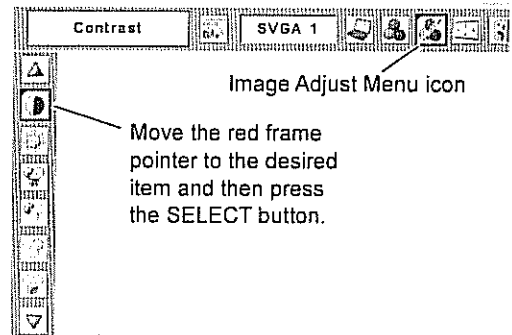 Contrast
SVGA 1
Image Adjust Menu icon
Move the red frame
pointer to the desired
item and then press
the SELECT button.